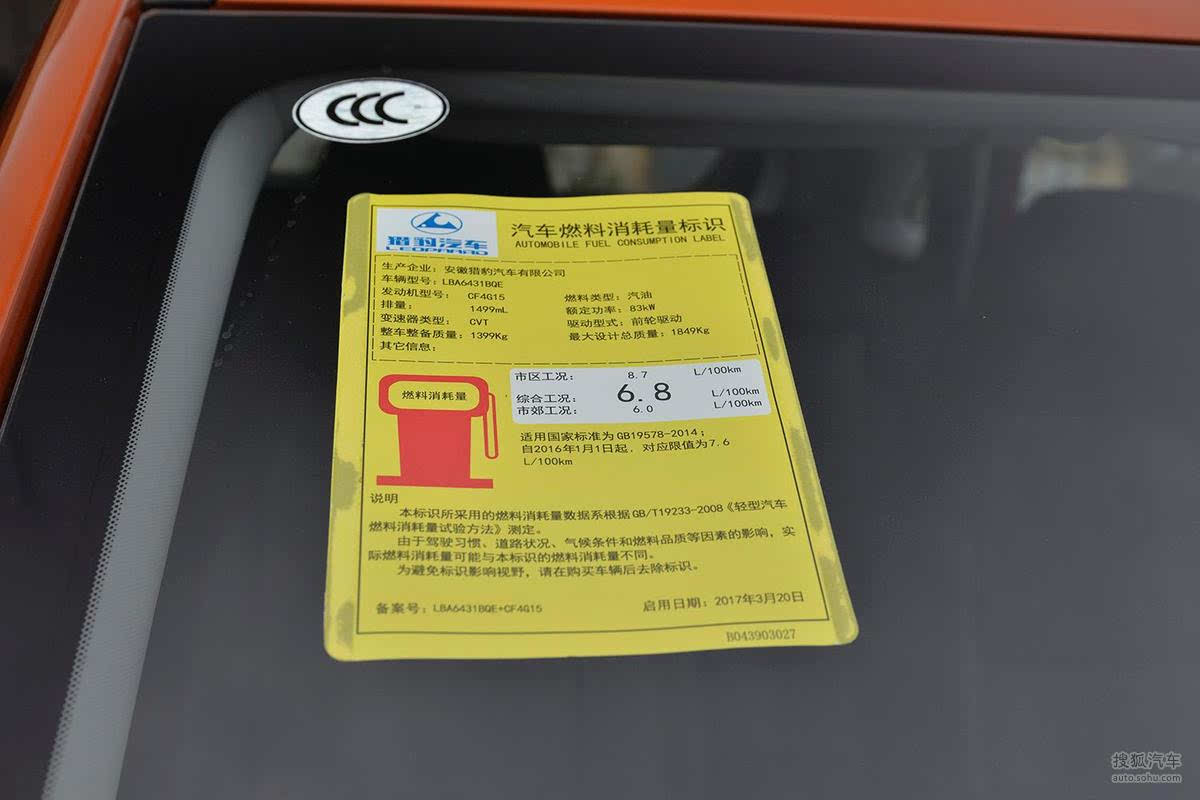 CCC
猎豹汽车
LEOPAARD
汽车燃料消耗量标识
AUTOMOBILE FUEL CONSUMPTION LABEL
生产企业：安徽猎豹汽车有限公司
车辆型号：LBA6431BQE
发动机型号： CF4G15 燃料类型：汽油
排量： 1499mL 额定功率：83kW
变速器类型： CVT 驱动型式：前轮驱动
整车整备质量：1399Kg 最大设计总质量：1849Kg
其它信息：
燃料消耗量
市区工况： 8.7 L/100km
综合工况： 6.8 L/100km
市郊工况： 6.0 L/100km
适用国家标准为GB19578-2014；
自2016年1月1日起，对应限值为7.6
L/100km
说明
本标识所采用的燃料消耗量数据系根据GB/T19233-2008《轻型汽车
燃料消耗量试验方法》测定。
由于驾驶习惯、道路状况、气候条件和燃料品质等因素的影响，实
际燃料消耗量可能与本标识的燃料消耗量不同。
为避免标识影响视野，请在购买车辆后去除标识。
备案号：LBA6431BQE+CF4G15 启用日期：2017年3月20日
B043903027
搜狐汽车
auto.sohu.com